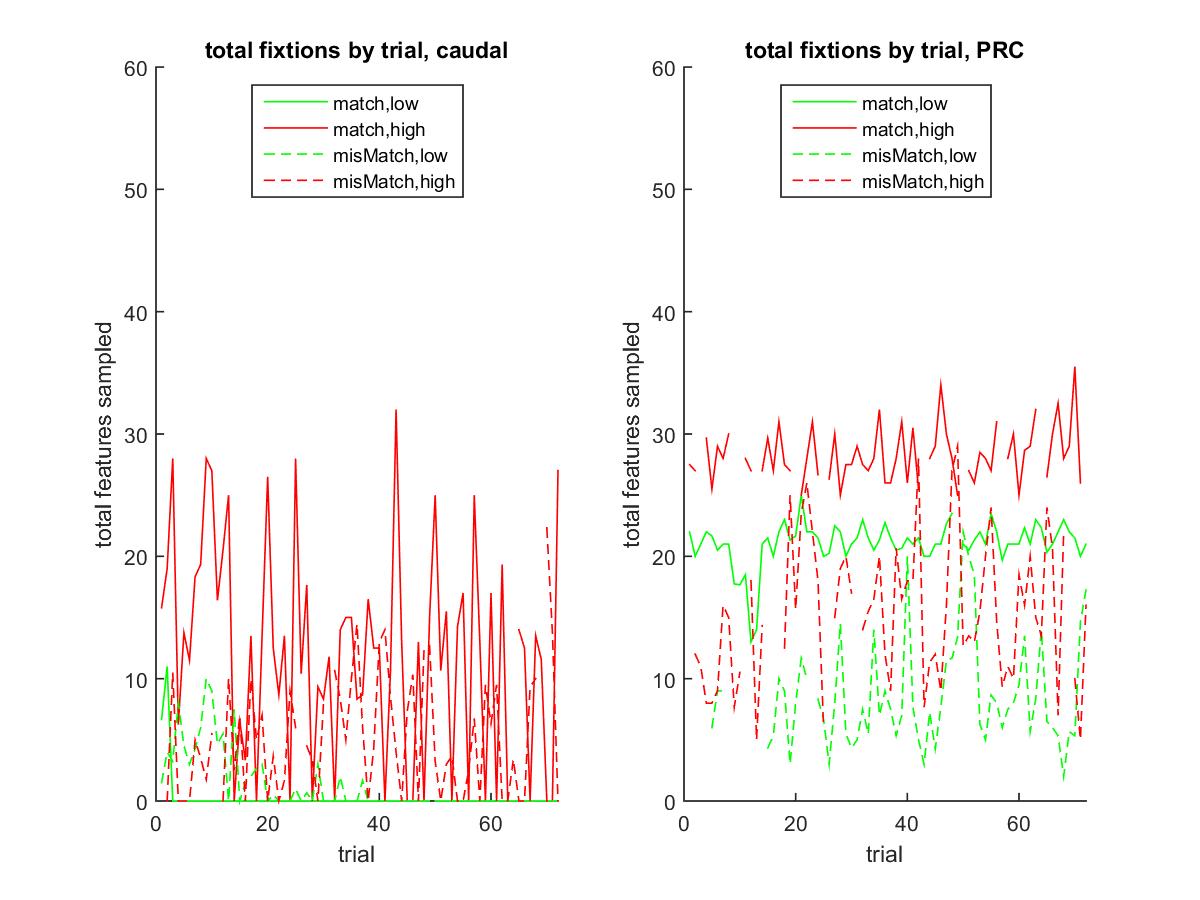 total fixtions by trial, caudal
60
50
40
30
20
10
0
total features sampled
match,low
match,high
misMatch,low
misMatch,high
0 20 40 60
trial
total fixtions by trial, PRC
60
50
40
30
20
10
0
total features sampled
match,low
match,high
misMatch,low
misMatch,high
0 20 40 60
trial